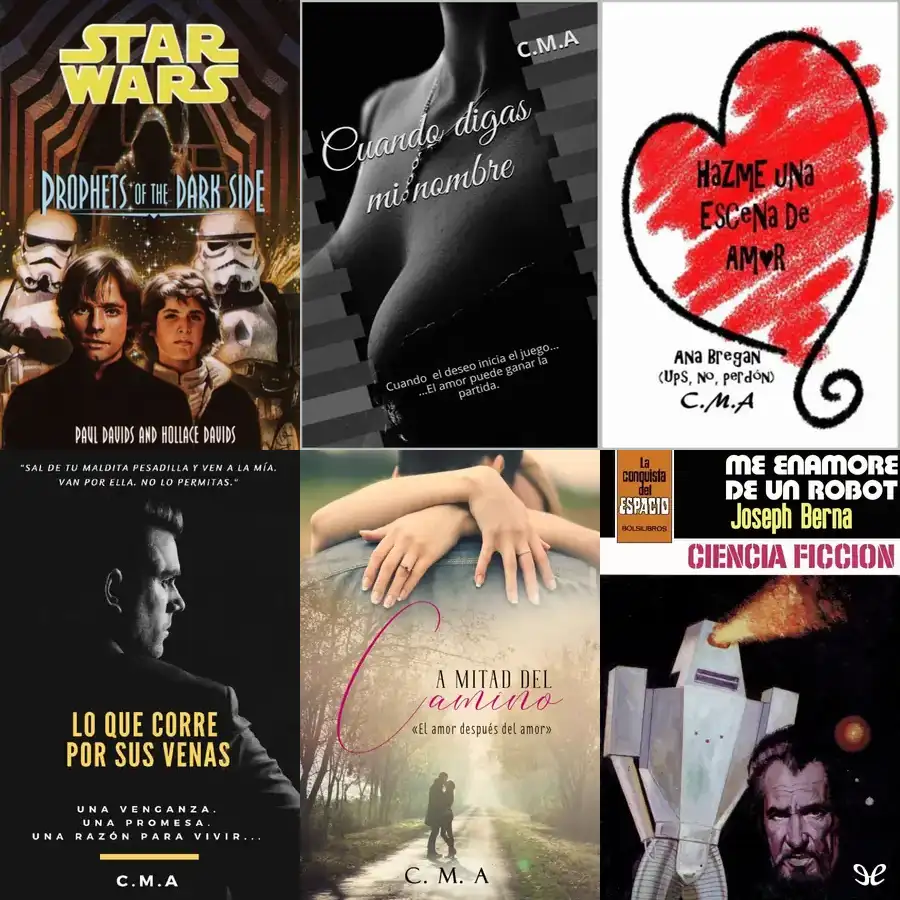 STAR
WARS
PROPHETS OF THE DARK SIDE
PAUL DAVIDS AND HOLLACE DAVIDS
C.M.A
Cuando digas
mi nombre
Cuando el deseo inicia el juego...
...El amor puede ganar la
partida.
HAZME UNA
ESCENA DE
AM♥R
ANA BREGAN
(UPS, NO, PERDÓN)
C.M.A
"SAL DE TU MALDITA PESADILLA Y VEN A LA MÍA.
VAN POR ELLA. NO LO PERMITAS."
LO QUE CORRE
POR SUS VENAS
UNA VENGANZA.
UNA PROMESA.
UNA RAZÓN PARA VIVIR...
C.M.A
A MITAD DEL
Camino
«El amor después del amor»
C. M. A
La
conquista
del
ESPACIO
BOLSILIBROS
ME ENAMORE
DE UN ROBOT
Joseph Berna
CIENCIA FICCION